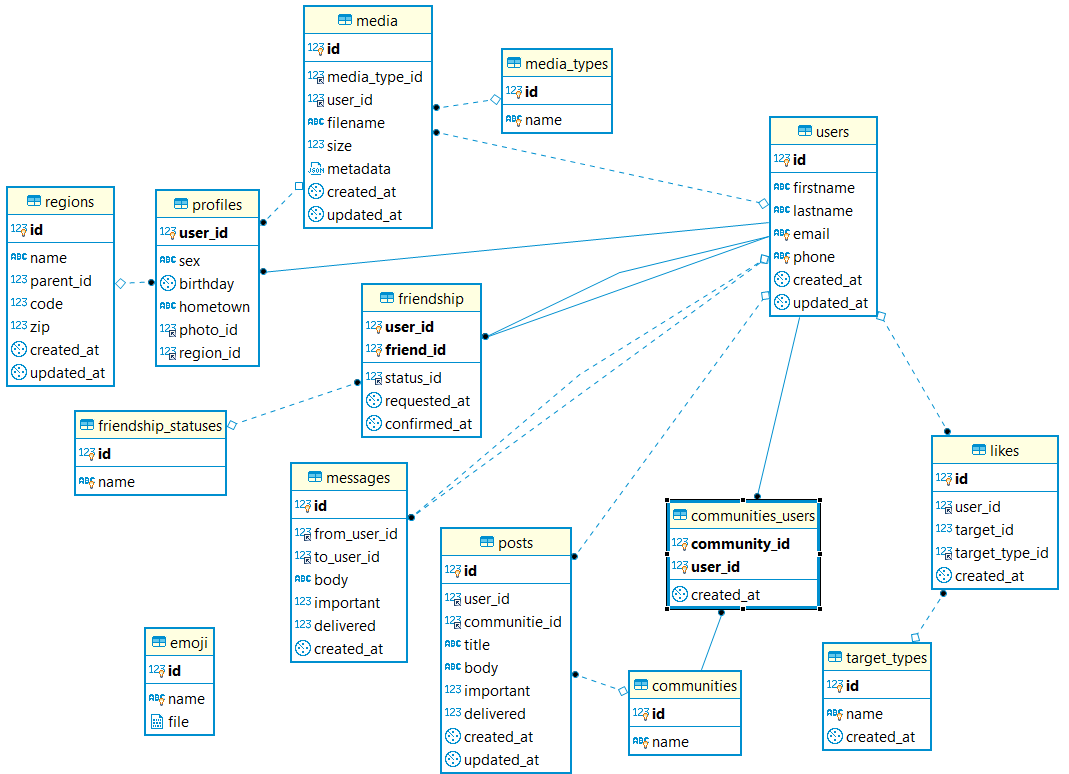 media
id
media_type_id
user_id
filename
size
metadata
created_at
updated_at
media_types
id
name
users
id
firstname
lastname
email
phone
created_at
updated_at
regions
id
name
parent_id
code
zip
created_at
updated_at
profiles
user_id
sex
birthday
hometown
photo_id
region_id
friendship
user_id
friend_id
status_id
requested_at
confirmed_at
friendship_statuses
id
name
messages
id
from_user_id
to_user_id
body
important
delivered
created_at
posts
id
user_id
communitie_id
title
body
important
delivered
created_at
updated_at
communities_users
community_id
user_id
created_at
likes
id
user_id
target_id
target_type_id
created_at
emoji
id
name
file
communities
id
name
target_types
id
name
created_at